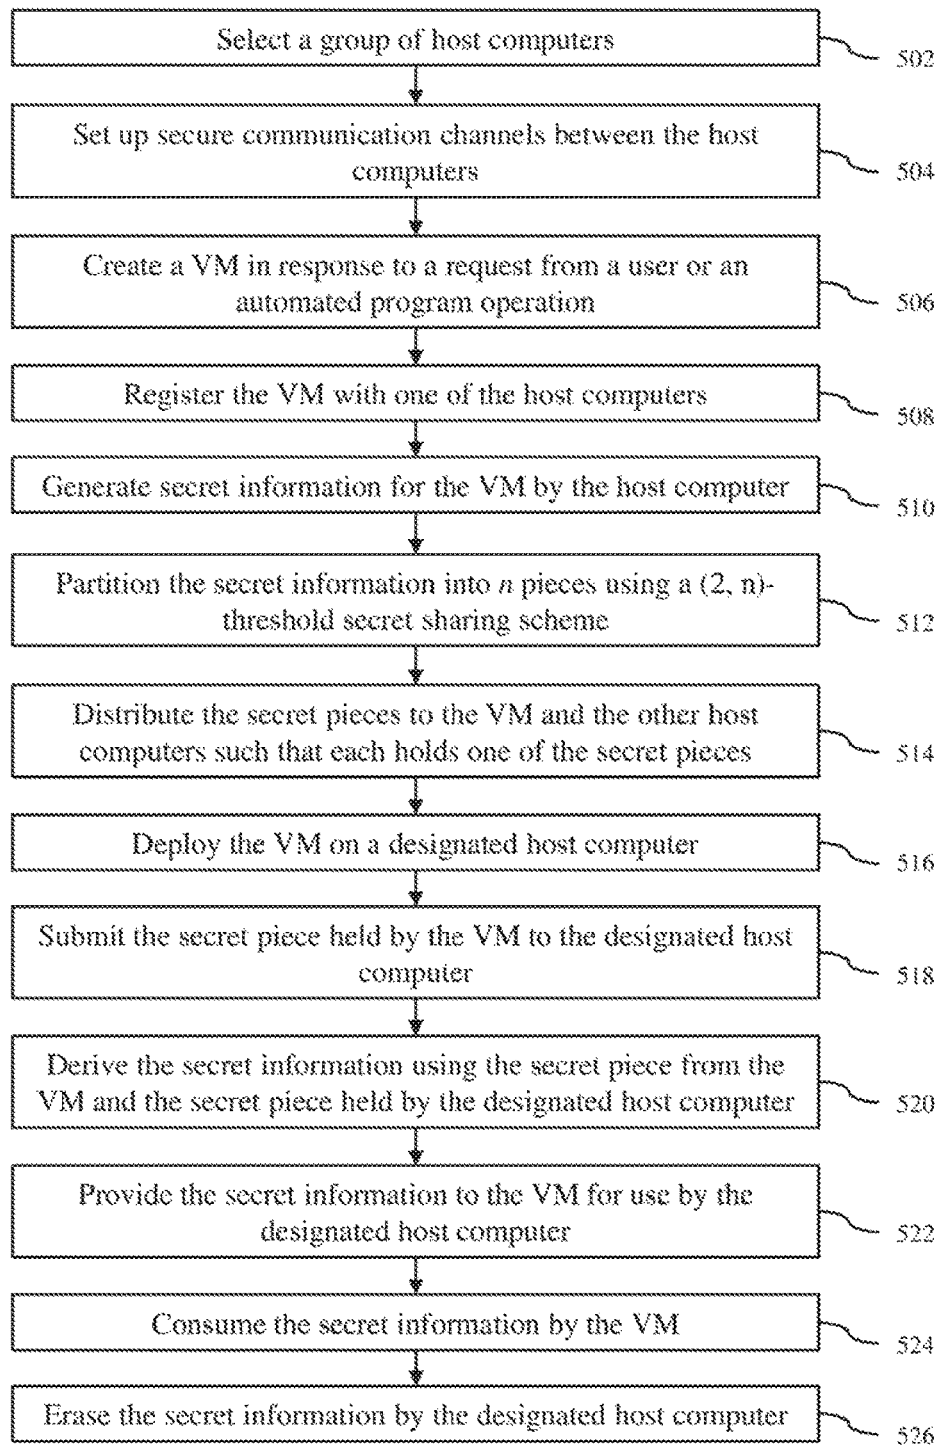 Select a group of host computers
502
Set up secure communication channels between the host
computers
504
Create a VM in response to a request from a user or an
automated program operation
506
Register the VM with one of the host computers
508
Generate secret information for the VM by the host computer
510
Partition the secret information into n pieces using a (2, n)-
threshold secret sharing scheme
512
Distribute the secret pieces to the VM and the other host
computers such that each holds one of the secret pieces
514
Deploy the VM on a designated host computer
516
Submit the secret piece held by the VM to the designated host
computer
518
Derive the secret information using the secret piece from the
VM and the secret piece held by the designated host computer
520
Provide the secret information to the VM for use by the
designated host computer
522
Consume the secret information by the VM
524
Erase the secret information by the designated host computer
526